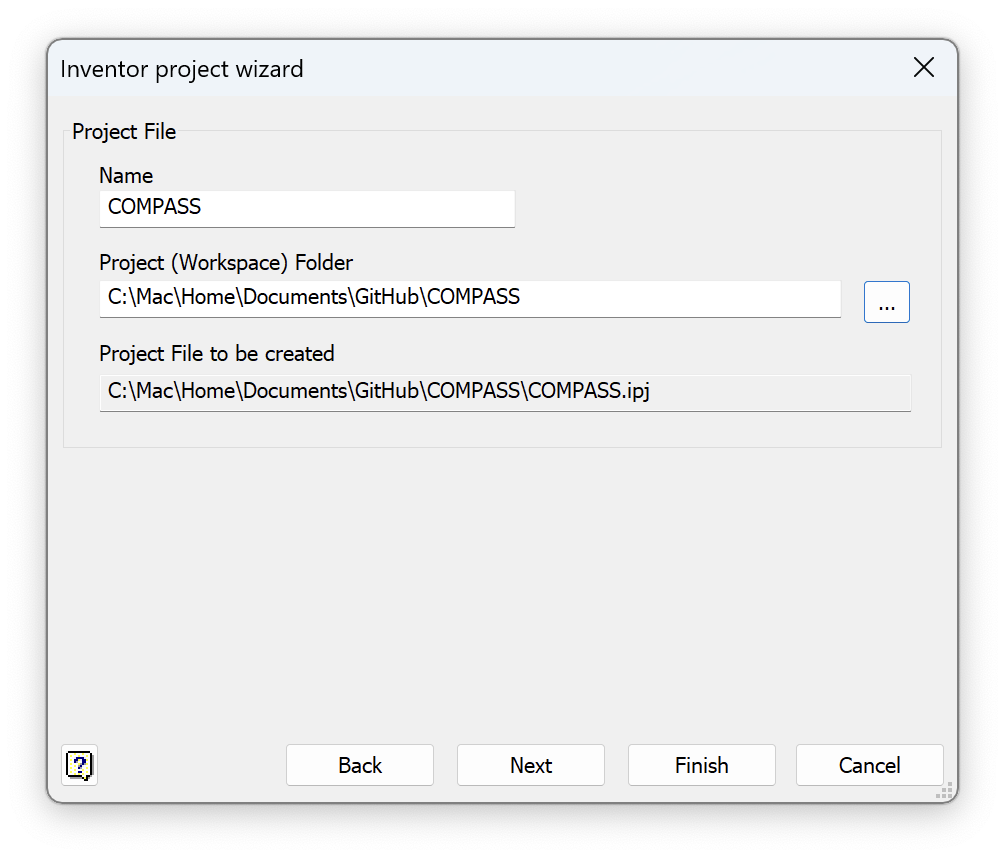 Inventor project wizard
Project File
Name
COMPASS
Project (Workspace) Folder
C:\Mac\Home\Documents\GitHub\COMPASS
...
Project File to be created
C:\Mac\Home\Documents\GitHub\COMPASS\COMPASS.ipj
?
Back
Next
Finish
Cancel